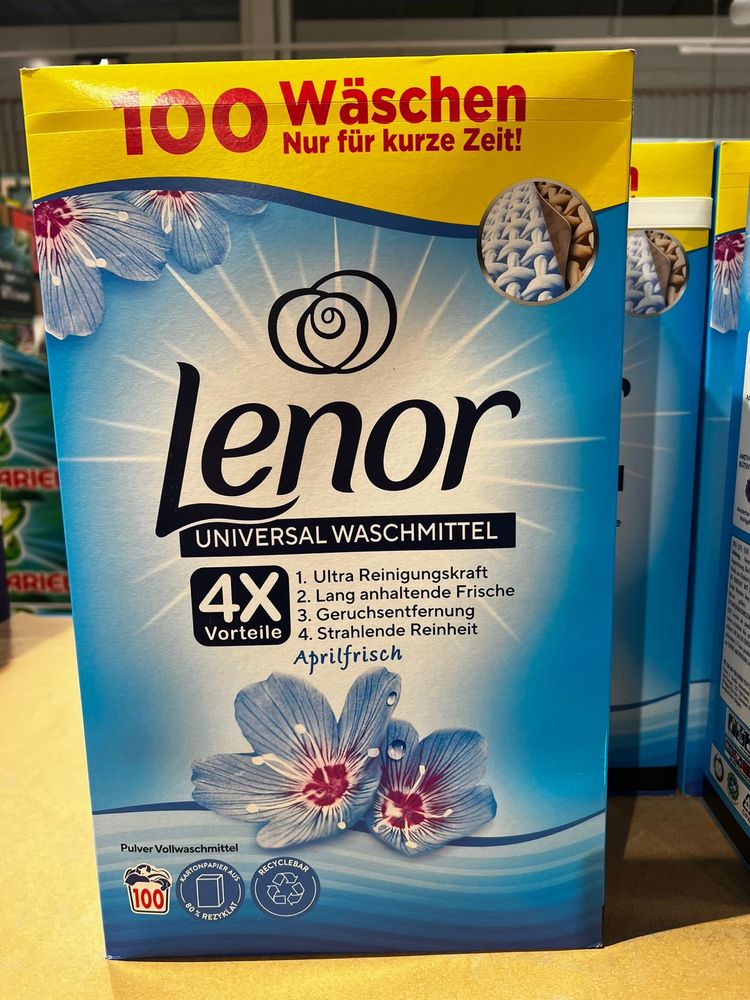 100 Wäschen
Nur für kurze Zeit!
Lenor
UNIVERSAL WASCHMITTEL
4X
Vorteile
1. Ultra Reinigungskraft
2. Lang anhaltende Frische
3. Geruchsentfernung
4. Strahlende Reinheit
Aprilfrisch
Pulver Vollwaschmittel
100
KARTONPAPIER AUS
80 % REZYKLAT
RECYCLEBAR
ARIEL
ARIEL